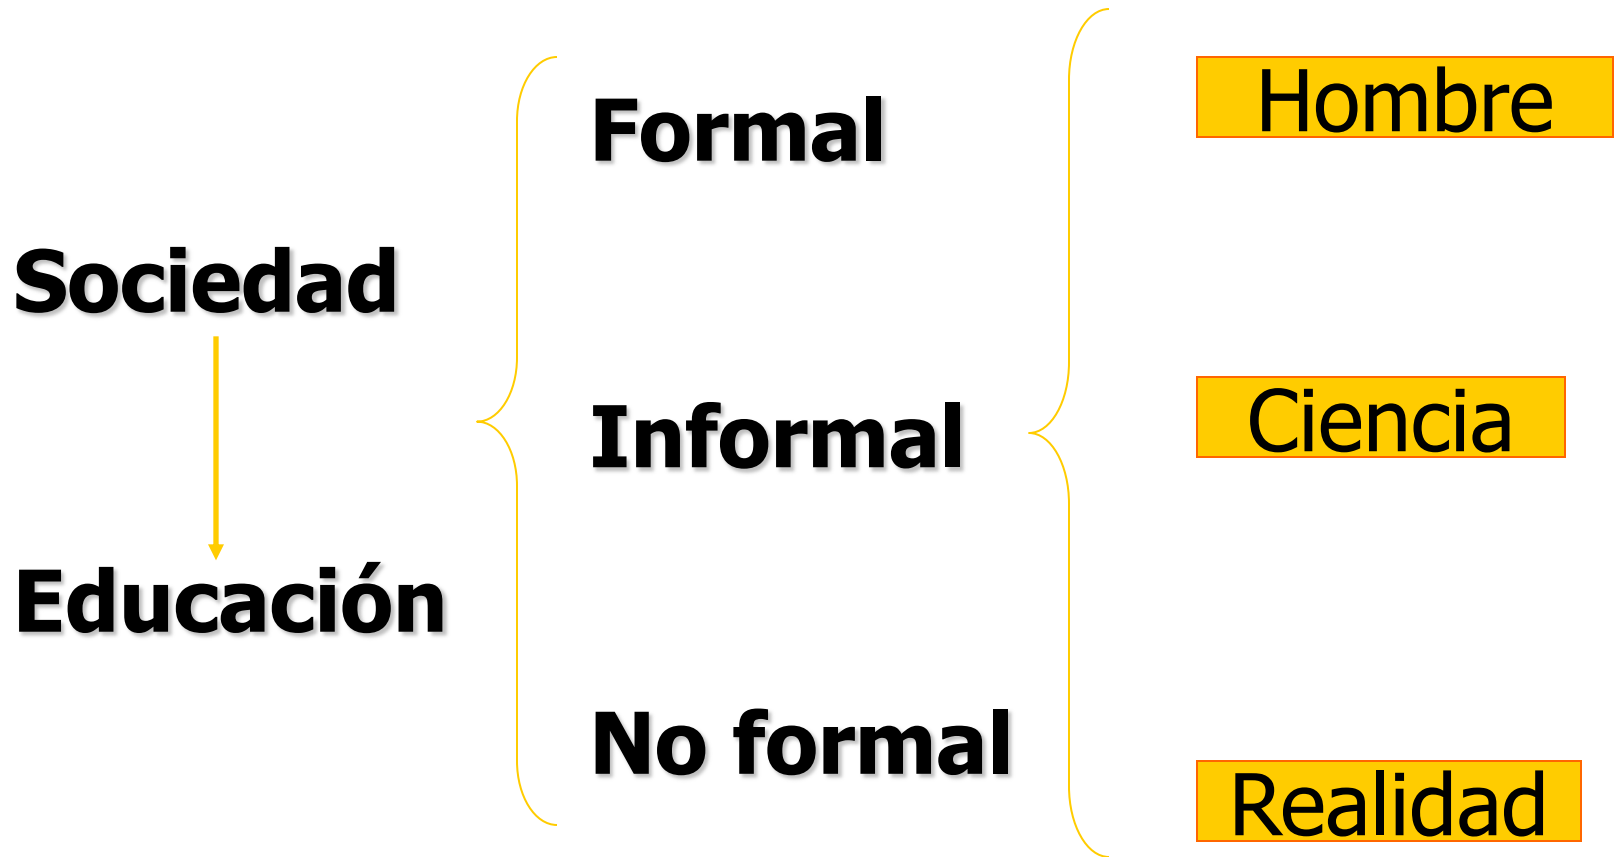 Sociedad
Educación
Formal
Informal
No formal
Hombre
Ciencia
Realidad